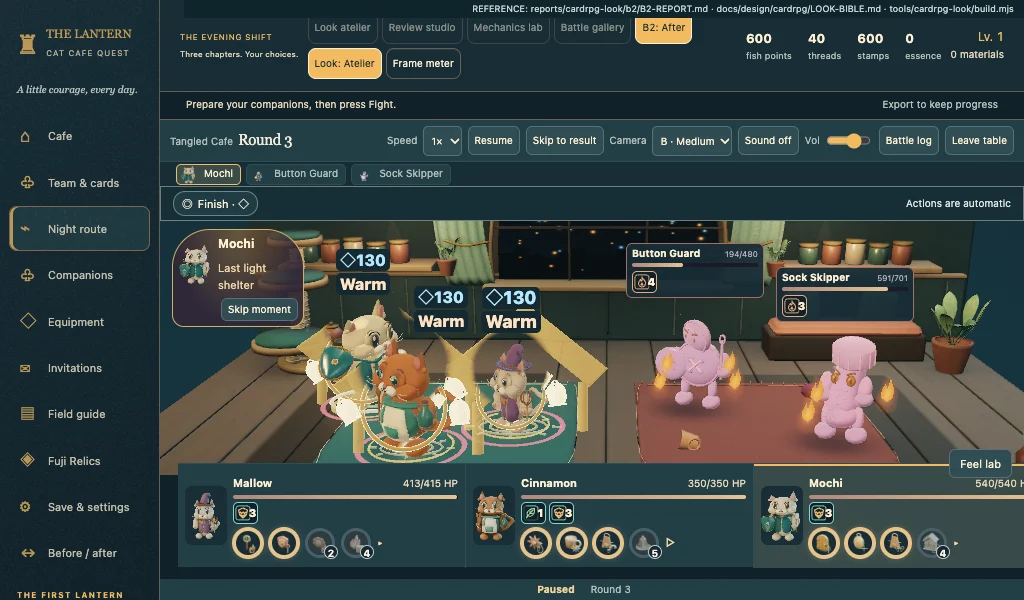 REFERENCE: reports/cardrpg-look/b2/B2-REPORT.md · docs/design/cardrpg/LOOK-BIBLE.md · tools/cardrpg-look/build.mjs
THE LANTERN
CAT CAFE QUEST
A little courage, every day.
Cafe
Team & cards
Night route
Companions
Equipment
Invitations
Field guide
Fuji Relics
Save & settings
Before / after
THE FIRST LANTERN
THE EVENING SHIFT
Three chapters. Your choices.
Look atelier
Review studio
Mechanics lab
Battle gallery
B2: After
Look: Atelier
Frame meter
600 fish points
40 threads
600 stamps
0 essence
Lv. 1
0 materials
Prepare your companions, then press Fight.
Export to keep progress
Tangled Cafe Round 3
Speed
1x
Resume
Skip to result
Camera
B · Medium
Sound off
Vol
Battle log
Leave table
Mochi
Button Guard
Sock Skipper
Finish ·
Actions are automatic
Mochi
Last light
shelter
Skip moment
130
Warm
130
Warm
130
Warm
Button Guard 194/480
4
Sock Skipper 591/701
3
Feel lab
Mallow 413/415 HP
3
2
4
Cinnamon 350/350 HP
1
3
5
Mochi 540/540 H
3
4
Paused Round 3